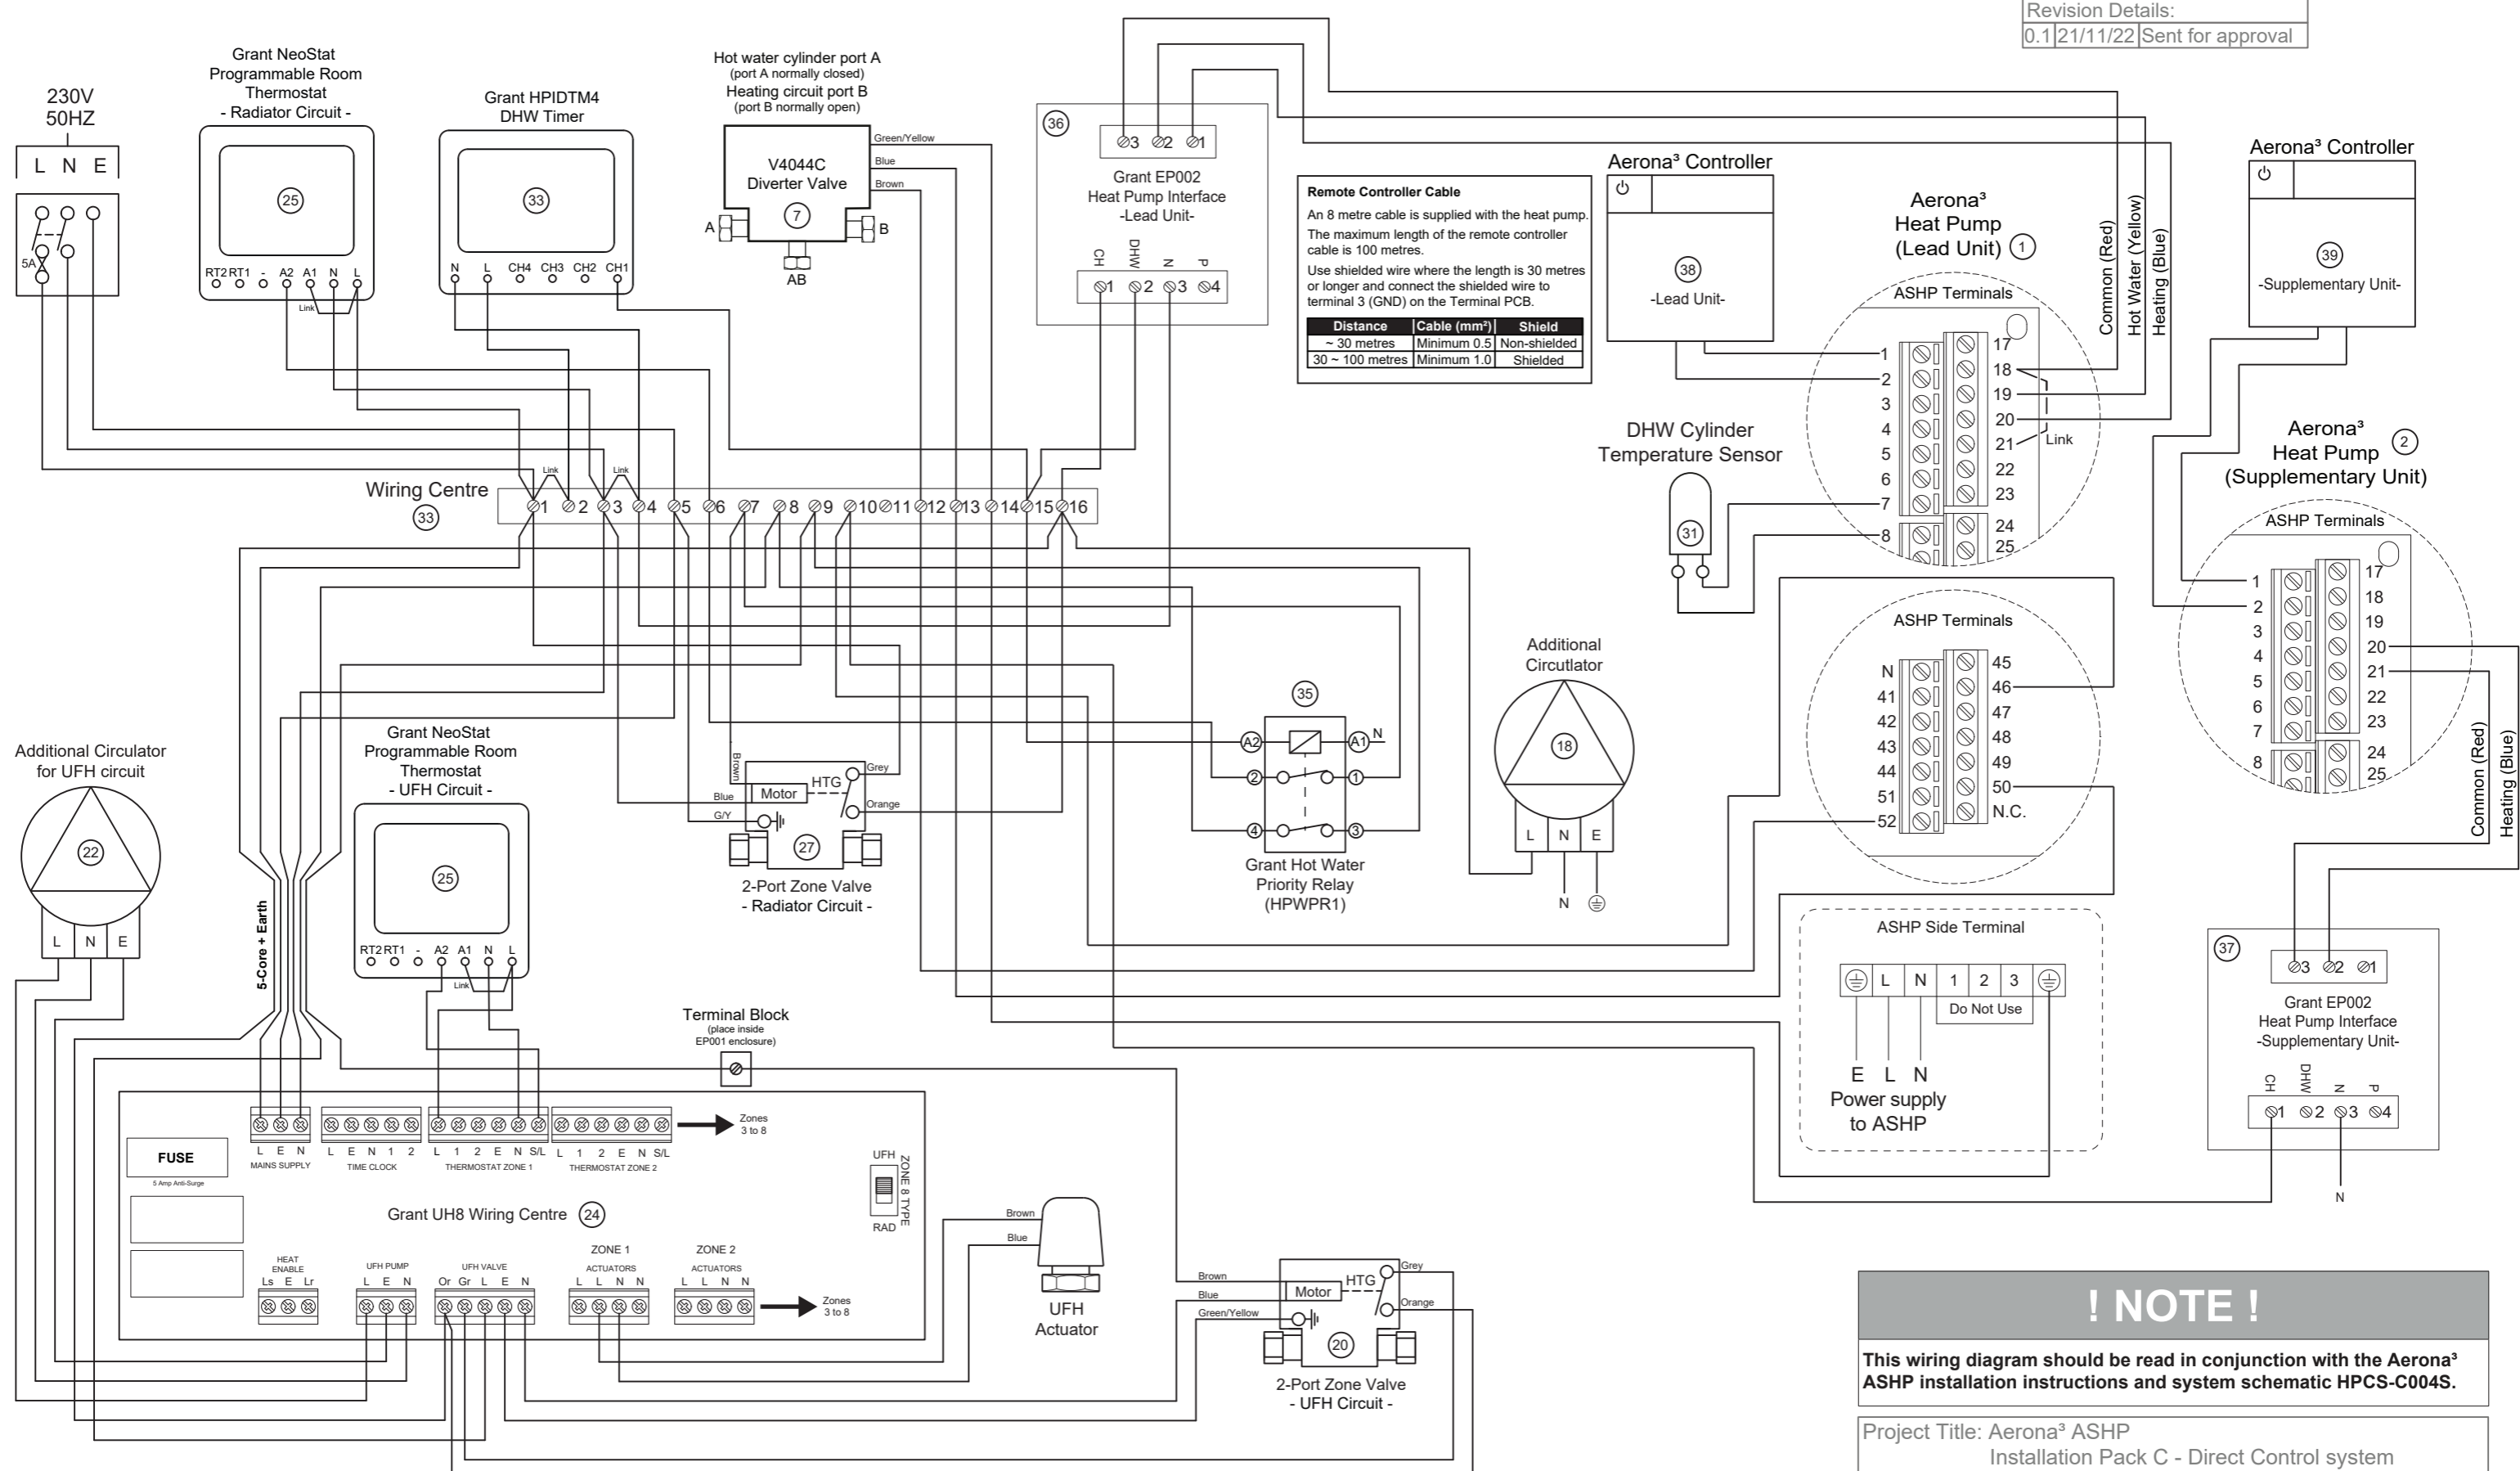 Revision Details:
0.1 21/11/22 Sent for approval
230V
50HZ
L N E
5A
Grant NeoStat
Programmable Room
Thermostat
- Radiator Circuit -
25
RT2 RT1 - A2 A1 N L
Link
Grant HPIDTM4
DHW Timer
33
N L CH4 CH3 CH2 CH1
Hot water cylinder port A
(port A normally closed)
Heating circuit port B
(port B normally open)
V4044C
Diverter Valve
7
A
B
AB
Green/Yellow
Blue
Brown
36
3 2 1
Grant EP002
Heat Pump Interface
-Lead Unit-
CH DHW N P
1 2 3 4
Remote Controller Cable
An 8 metre cable is supplied with the heat pump.
The maximum length of the remote controller
cable is 100 metres.
Use shielded wire where the length is 30 metres
or longer and connect the shielded wire to
terminal 3 (GND) on the Terminal PCB.
Distance Cable (mm²) Shield
~ 30 metres Minimum 0.5 Non-shielded
30 ~ 100 metres Minimum 1.0 Shielded
Aerona³ Controller
38
-Lead Unit-
Aerona³
Heat Pump
(Lead Unit) 1
ASHP Terminals
1
2
3
4
5
6
7
8
17
18
19
20
21
22
23
24
25
Link
Common (Red)
Hot Water (Yellow)
Heating (Blue)
Aerona³ Controller
39
-Supplementary Unit-
Aerona³
Heat Pump
(Supplementary Unit)
2
ASHP Terminals
1
2
3
4
5
6
7
8
17
18
19
20
21
22
23
24
25
Common (Red)
Heating (Blue)
DHW Cylinder
Temperature Sensor
31
Wiring Centre
33
Link
Link
1 2 3 4 5 6 7 8 9 10 11 12 13 14 15 16
ASHP Terminals
N
41
42
43
44
51
52
45
46
47
48
49
50
N.C.
Additional
Circutlator
18
L N E
N
35
A2 A1 N
2 1
4 3
Grant Hot Water
Priority Relay
(HPWPR1)
Brown
Blue
G/Y
Motor
HTG
Grey
Orange
27
2-Port Zone Valve
- Radiator Circuit -
Additional Circulator
for UFH circuit
22
L N E
5-Core + Earth
Grant NeoStat
Programmable Room
Thermostat
- UFH Circuit -
25
RT2 RT1 - A2 A1 N L
Link
Terminal Block
(place inside
EP001 enclosure)
ASHP Side Terminal
L N 1 2 3
Do Not Use
E L N
Power supply
to ASHP
37
3 2 1
Grant EP002
Heat Pump Interface
-Supplementary Unit-
CH DHW N P
1 2 3 4
N
FUSE
5 Amp Anti-Surge
L E N
MAINS SUPPLY
L E N 1 2
TIME CLOCK
L 1 2 E N S/L
THERMOSTAT ZONE 1
L 1 2 E N S/L
THERMOSTAT ZONE 2
Zones
3 to 8
UFH
ZONE 8 TYPE
RAD
Grant UH8 Wiring Centre 24
HEAT
ENABLE
Ls E Lr
UFH PUMP
L E N
UFH VALVE
Or Gr L E N
ZONE 1
ACTUATORS
L L N N
ZONE 2
ACTUATORS
L L N N
Zones
3 to 8
Brown
Blue
UFH
Actuator
Brown
Blue
Green/Yellow
Motor
HTG
Grey
Orange
20
2-Port Zone Valve
- UFH Circuit -
! NOTE !
This wiring diagram should be read in conjunction with the Aerona³
ASHP installation instructions and system schematic HPCS-C004S.
Project Title: Aerona³ ASHP
Installation Pack C - Direct Control system